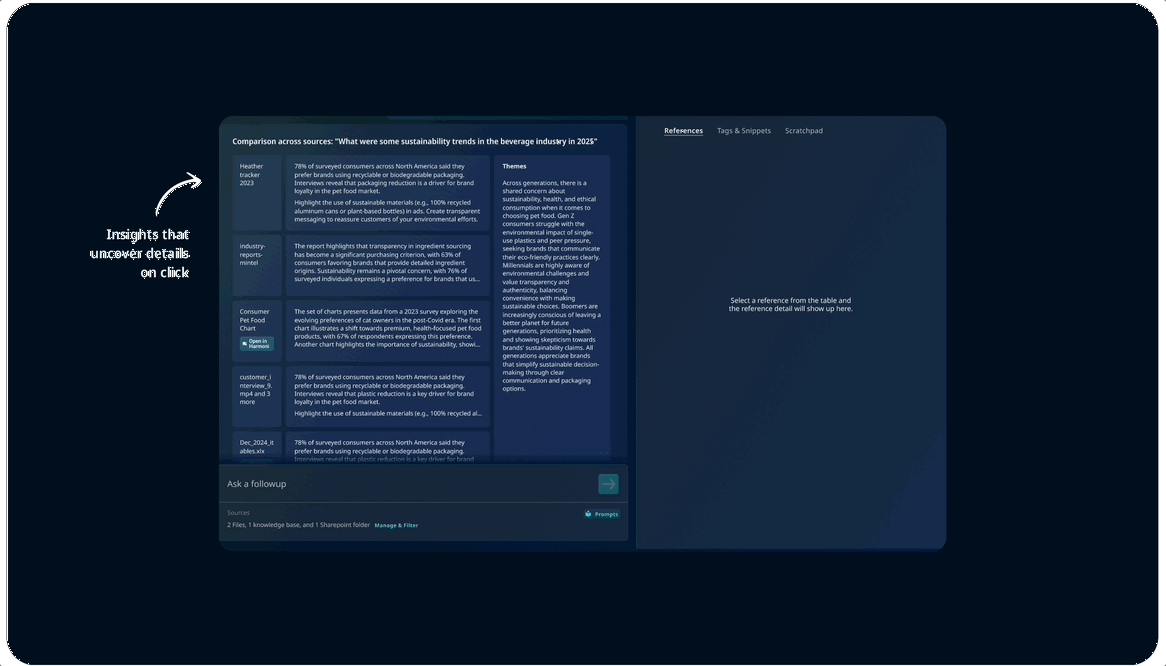 Insights that
uncover details
on click
Comparison across sources: "What were some sustainability trends in the beverage industry in 2025"
Heather
tracker
2023
78% of surveyed consumers across North America said they
prefer brands using recyclable or biodegradable packaging.
Interviews reveal that packaging reduction is a driver for brand
loyalty in the pet food market.
Highlight the use of sustainable materials (e.g., 100% recycled
aluminum cans or plant-based bottles) in ads. Create transparent
messaging to reassure customers of your environmental efforts.
industry-
reports-
mintel
The report highlights that transparency in ingredient sourcing
has become a significant purchasing criterion, with 63% of
consumers favoring brands that provide detailed ingredient
origins. Sustainability remains a pivotal concern, with 76% of
surveyed individuals expressing a preference for brands that us...
Consumer
Pet Food
Chart
Open in
Harmoni
The set of charts presents data from a 2023 survey exploring the
evolving preferences of cat owners in the post-Covid era. The first
chart illustrates a shift towards premium, health-focused pet food
products, with 67% of respondents expressing this preference.
Another chart highlights the importance of sustainability, showi...
customer_i
nterview_9.
mp4 and 3
more
78% of surveyed consumers across North America said they
prefer brands using recyclable or biodegradable packaging.
Interviews reveal that plastic reduction is a key driver for brand
loyalty in the pet food market.
Highlight the use of sustainable materials (e.g., 100% recycled al...
Dec_2024_it
ables.xlx
78% of surveyed consumers across North America said they
prefer brands using recyclable or biodegradable packaging.
Interviews reveal that plastic reduction is a key driver for brand
Themes
Across generations, there is a
shared concern about
sustainability, health, and ethical
consumption when it comes to
choosing pet food. Gen Z
consumers struggle with the
environmental impact of single-
use plastics and peer pressure,
seeking brands that communicate
their eco-friendly practices clearly.
Millennials are highly aware of
environmental challenges and
value transparency and
authenticity, balancing
convenience with making
sustainable choices. Boomers are
increasingly conscious of leaving a
better planet for future
generations, prioritizing health
and showing skepticism towards
brands' sustainability claims. All
generations appreciate brands
that simplify sustainable decision-
making through clear
communication and packaging
options.
Ask a followup
Sources
2 Files, 1 knowledge base, and 1 Sharepoint folder Manage & Filter
Prompts
References Tags & Snippets Scratchpad
Select a reference from the table and
the reference detail will show up here.